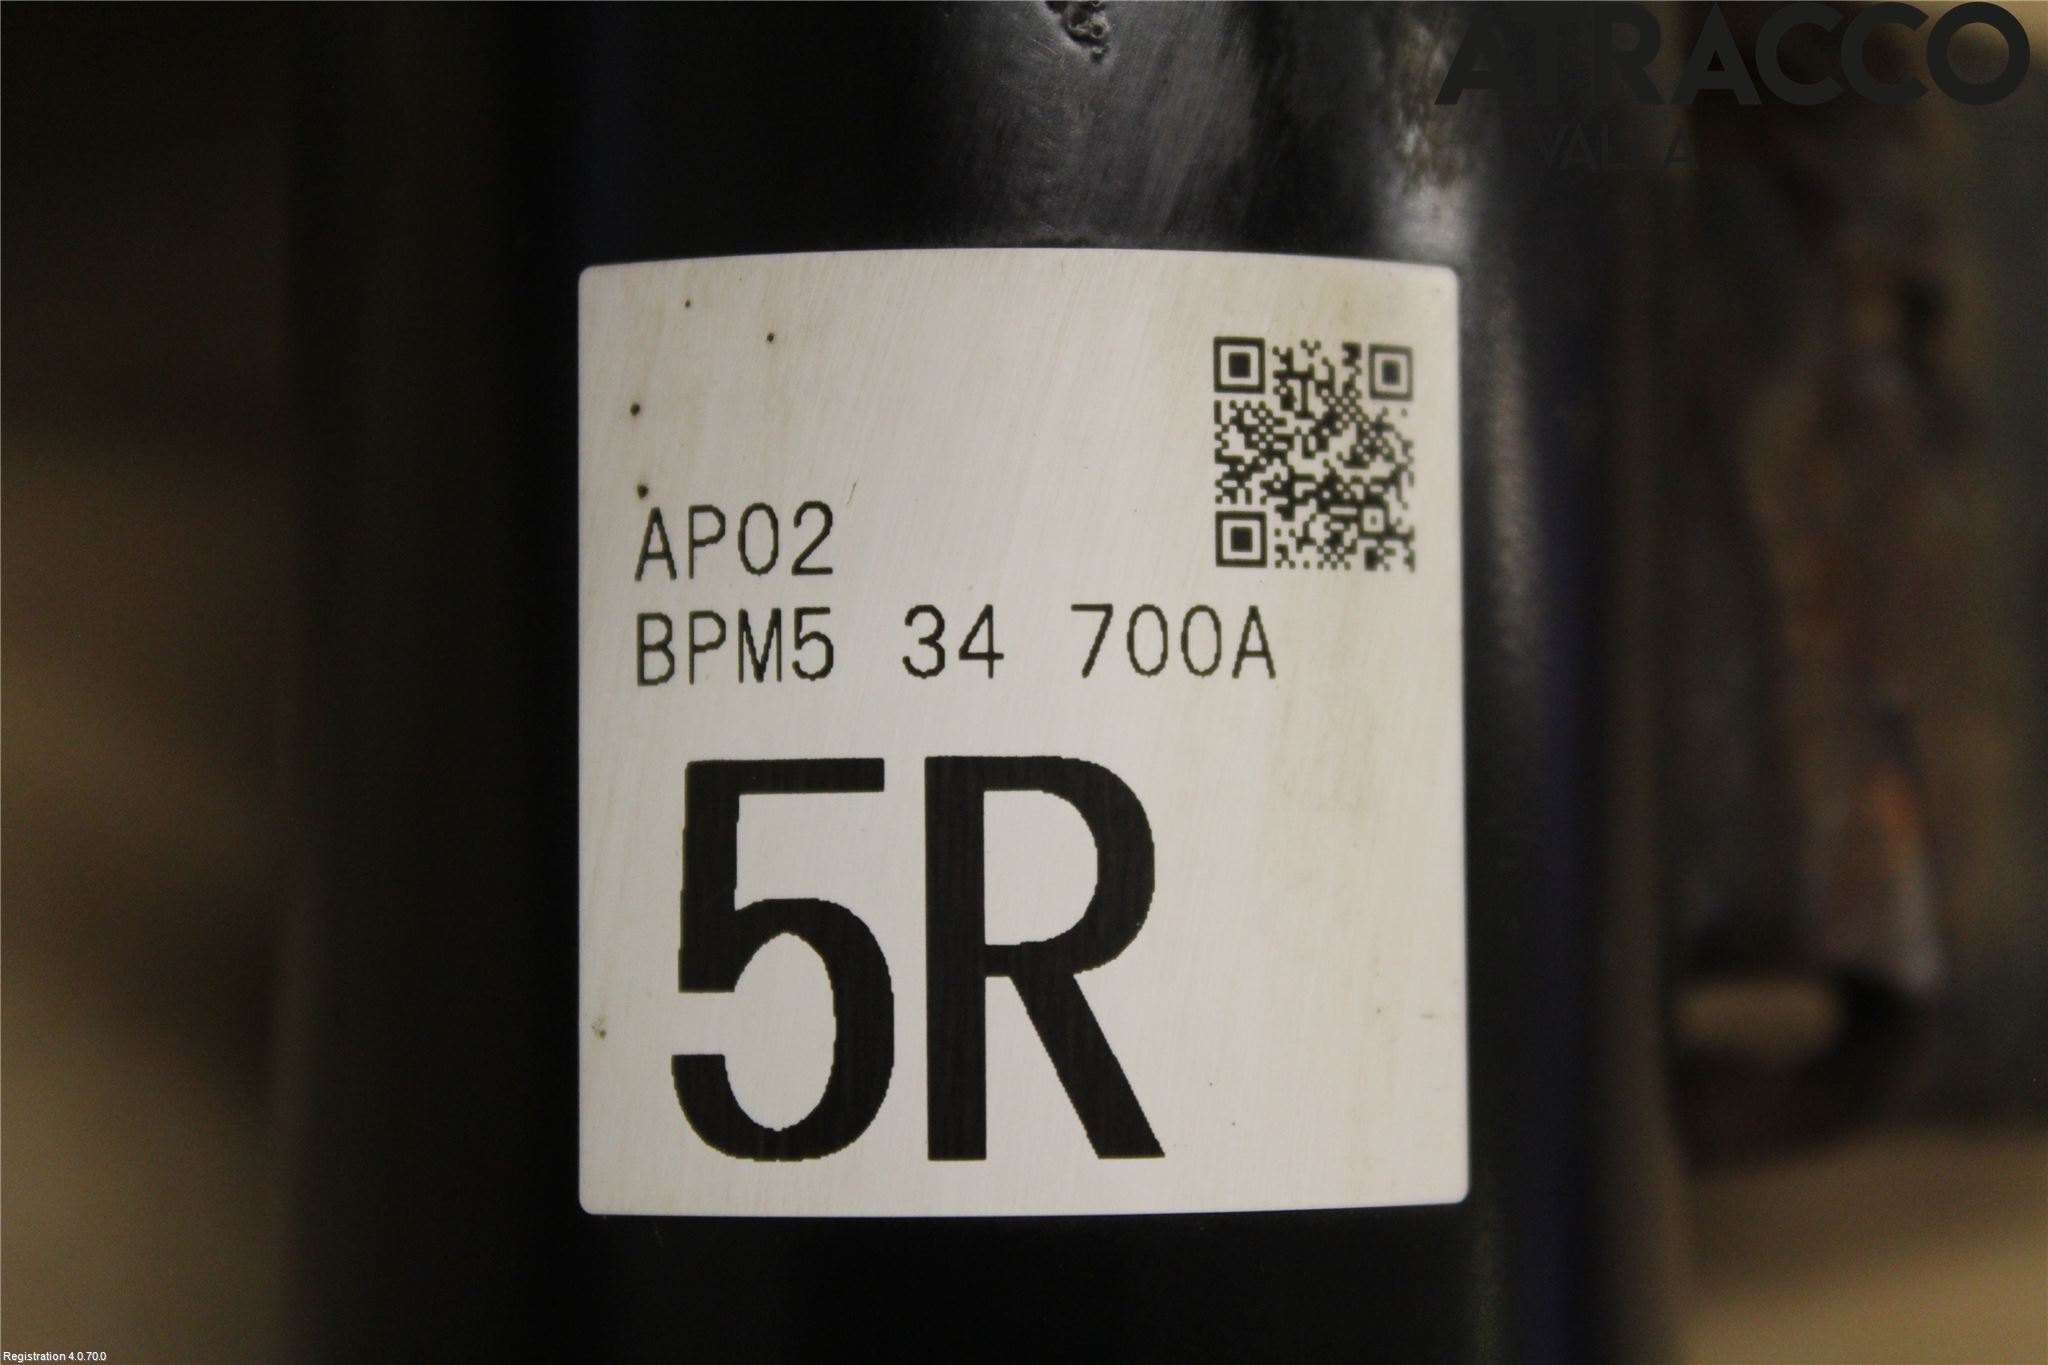 ATRACCO
VALLA
AP02
BPM5 34 700A
5R
Registration 4.0.70.0